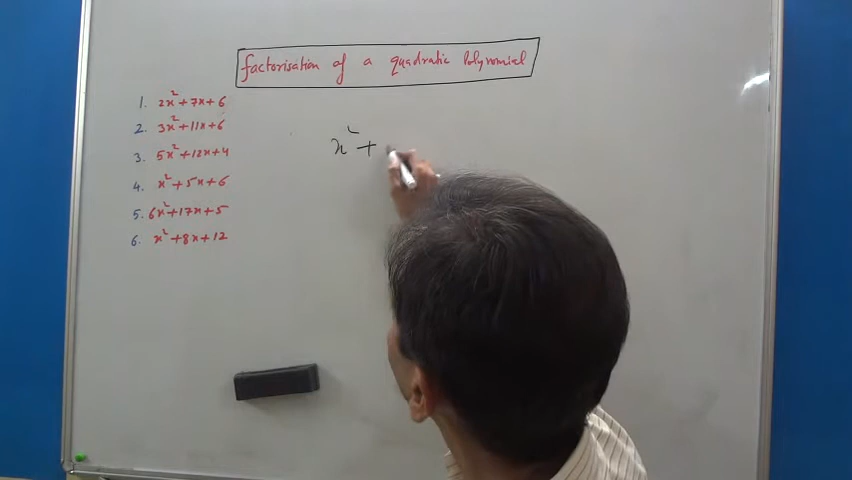 factorisation of a quadratic Polynomial
1. 2x²+7x+6
2. 3x²+11x+6
3. 5x²+12x+4
4. x²+5x+6
5. 6x²+17x+5
6. x²+8x+12
x²+